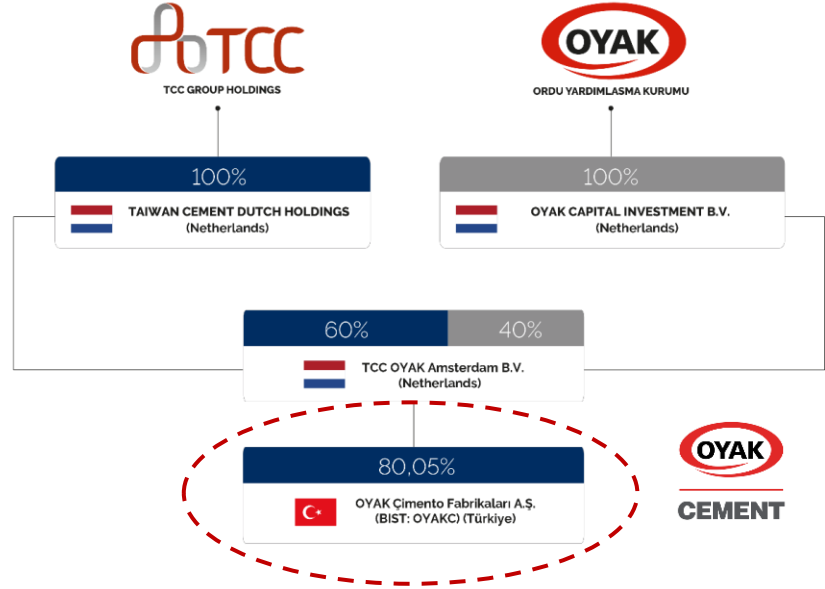 TCC
TCC GROUP HOLDINGS
OYAK
ORDU YARDIMLAŞMA KURUMU
100%
TAIWAN CEMENT DUTCH HOLDINGS
(Netherlands)
100%
OYAK CAPITAL INVESTMENT B.V.
(Netherlands)
60%
40%
TCC OYAK Amsterdam B.V.
(Netherlands)
80,05%
OYAK Çimento Fabrikaları A.Ş.
(BIST: OYAKC) (Türkiye)
OYAK
CEMENT